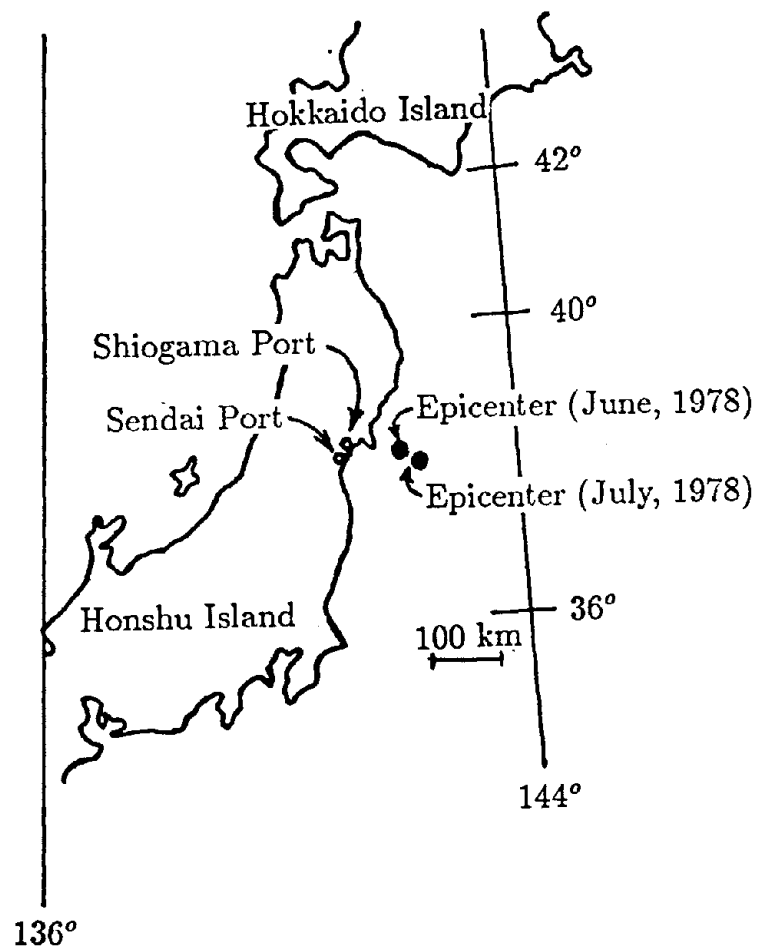 Hokkaido Island
42°
40°
Shiogama Port
Epicenter (June, 1978)
Sendai Port
Epicenter (July, 1978)
36°
Honshu Island
100 km
144°
136°